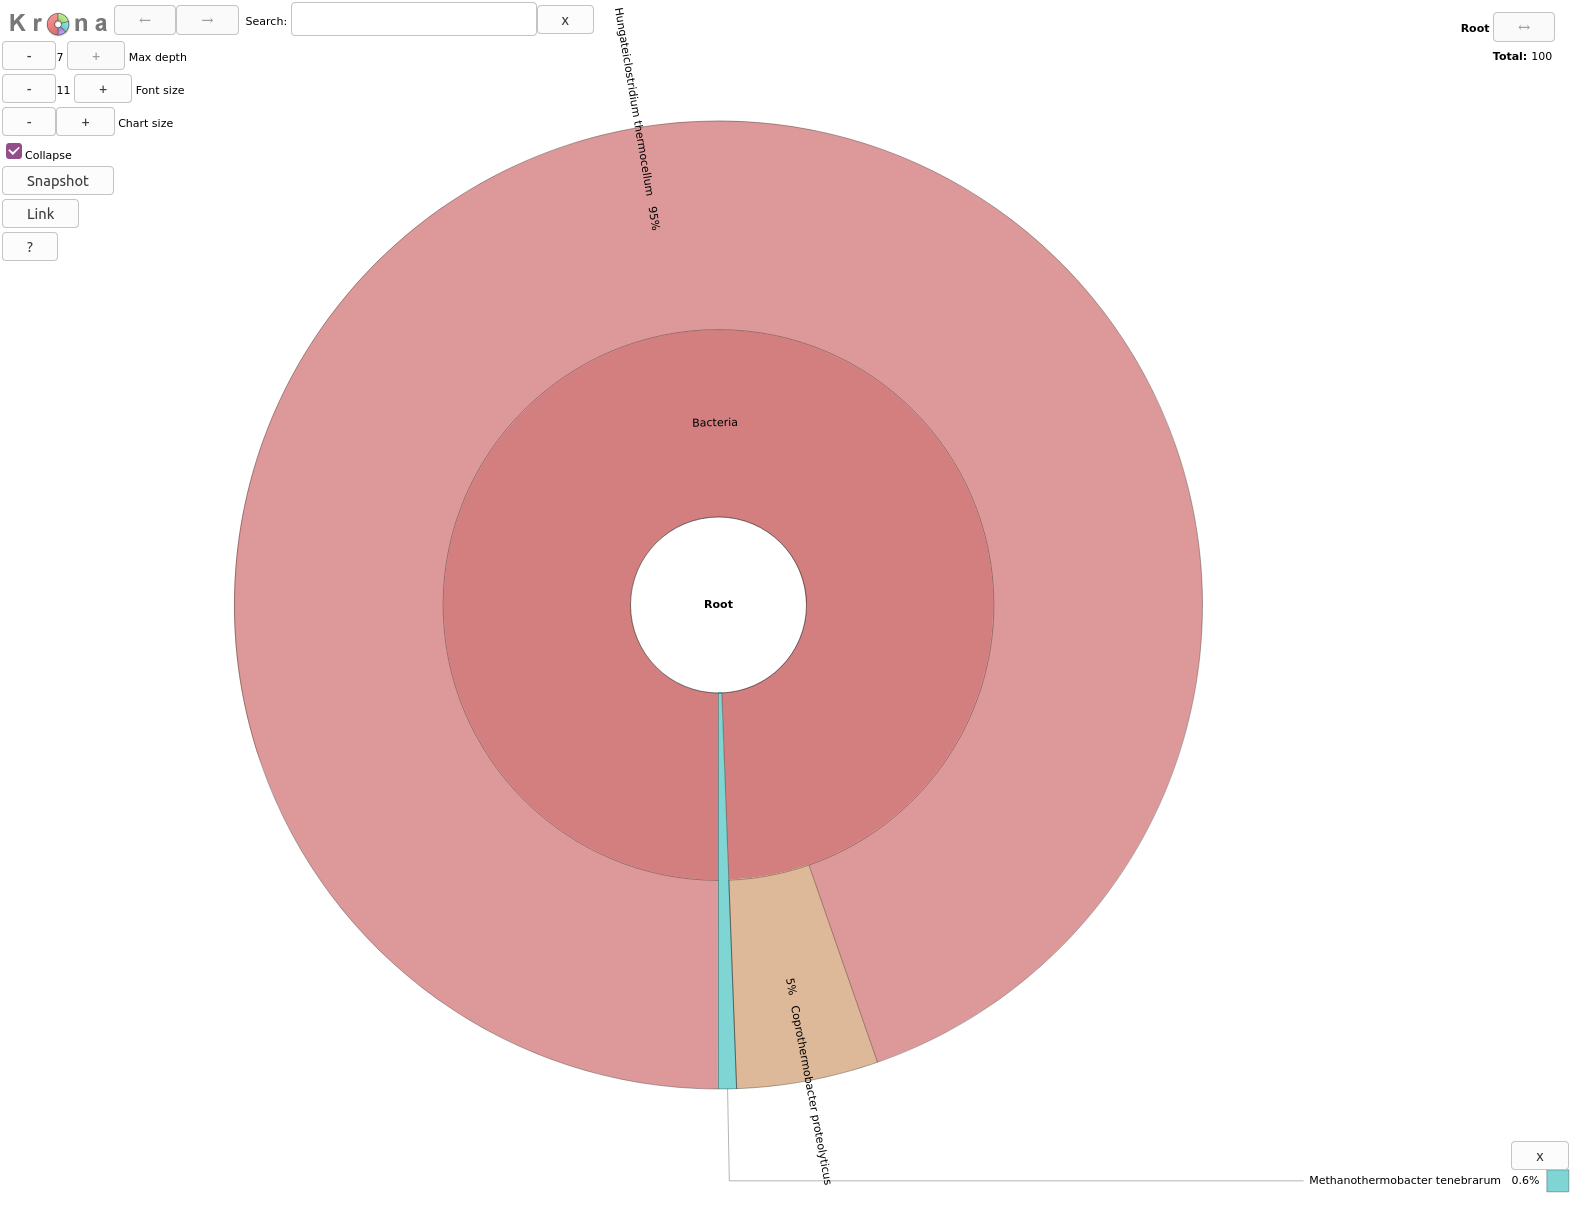 Krona
←
→
Search:
x
Root
↔
Total: 100
-
7
+
Max depth
-
11
+
Font size
-
+
Chart size
Collapse
Snapshot
Link
?
Hungateiclostridium thermocellum 95%
Bacteria
Root
5% Coprothermobacter proteolyticus
x
Methanothermobacter tenebrarum 0.6%